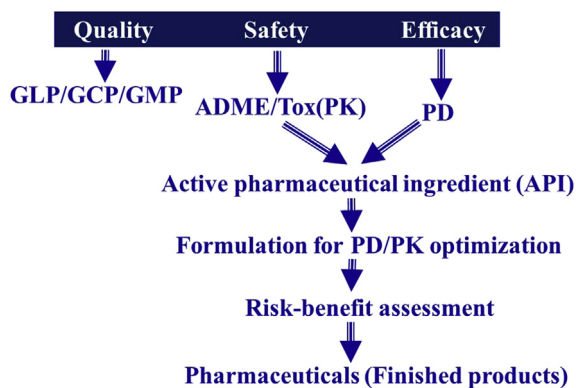 Quality Safety Efficacy
GLP/GCP/GMP
ADME/Tox(PK) PD
Active pharmaceutical ingredient (API)
Formulation for PD/PK optimization
Risk-benefit assessment
Pharmaceuticals (Finished products)